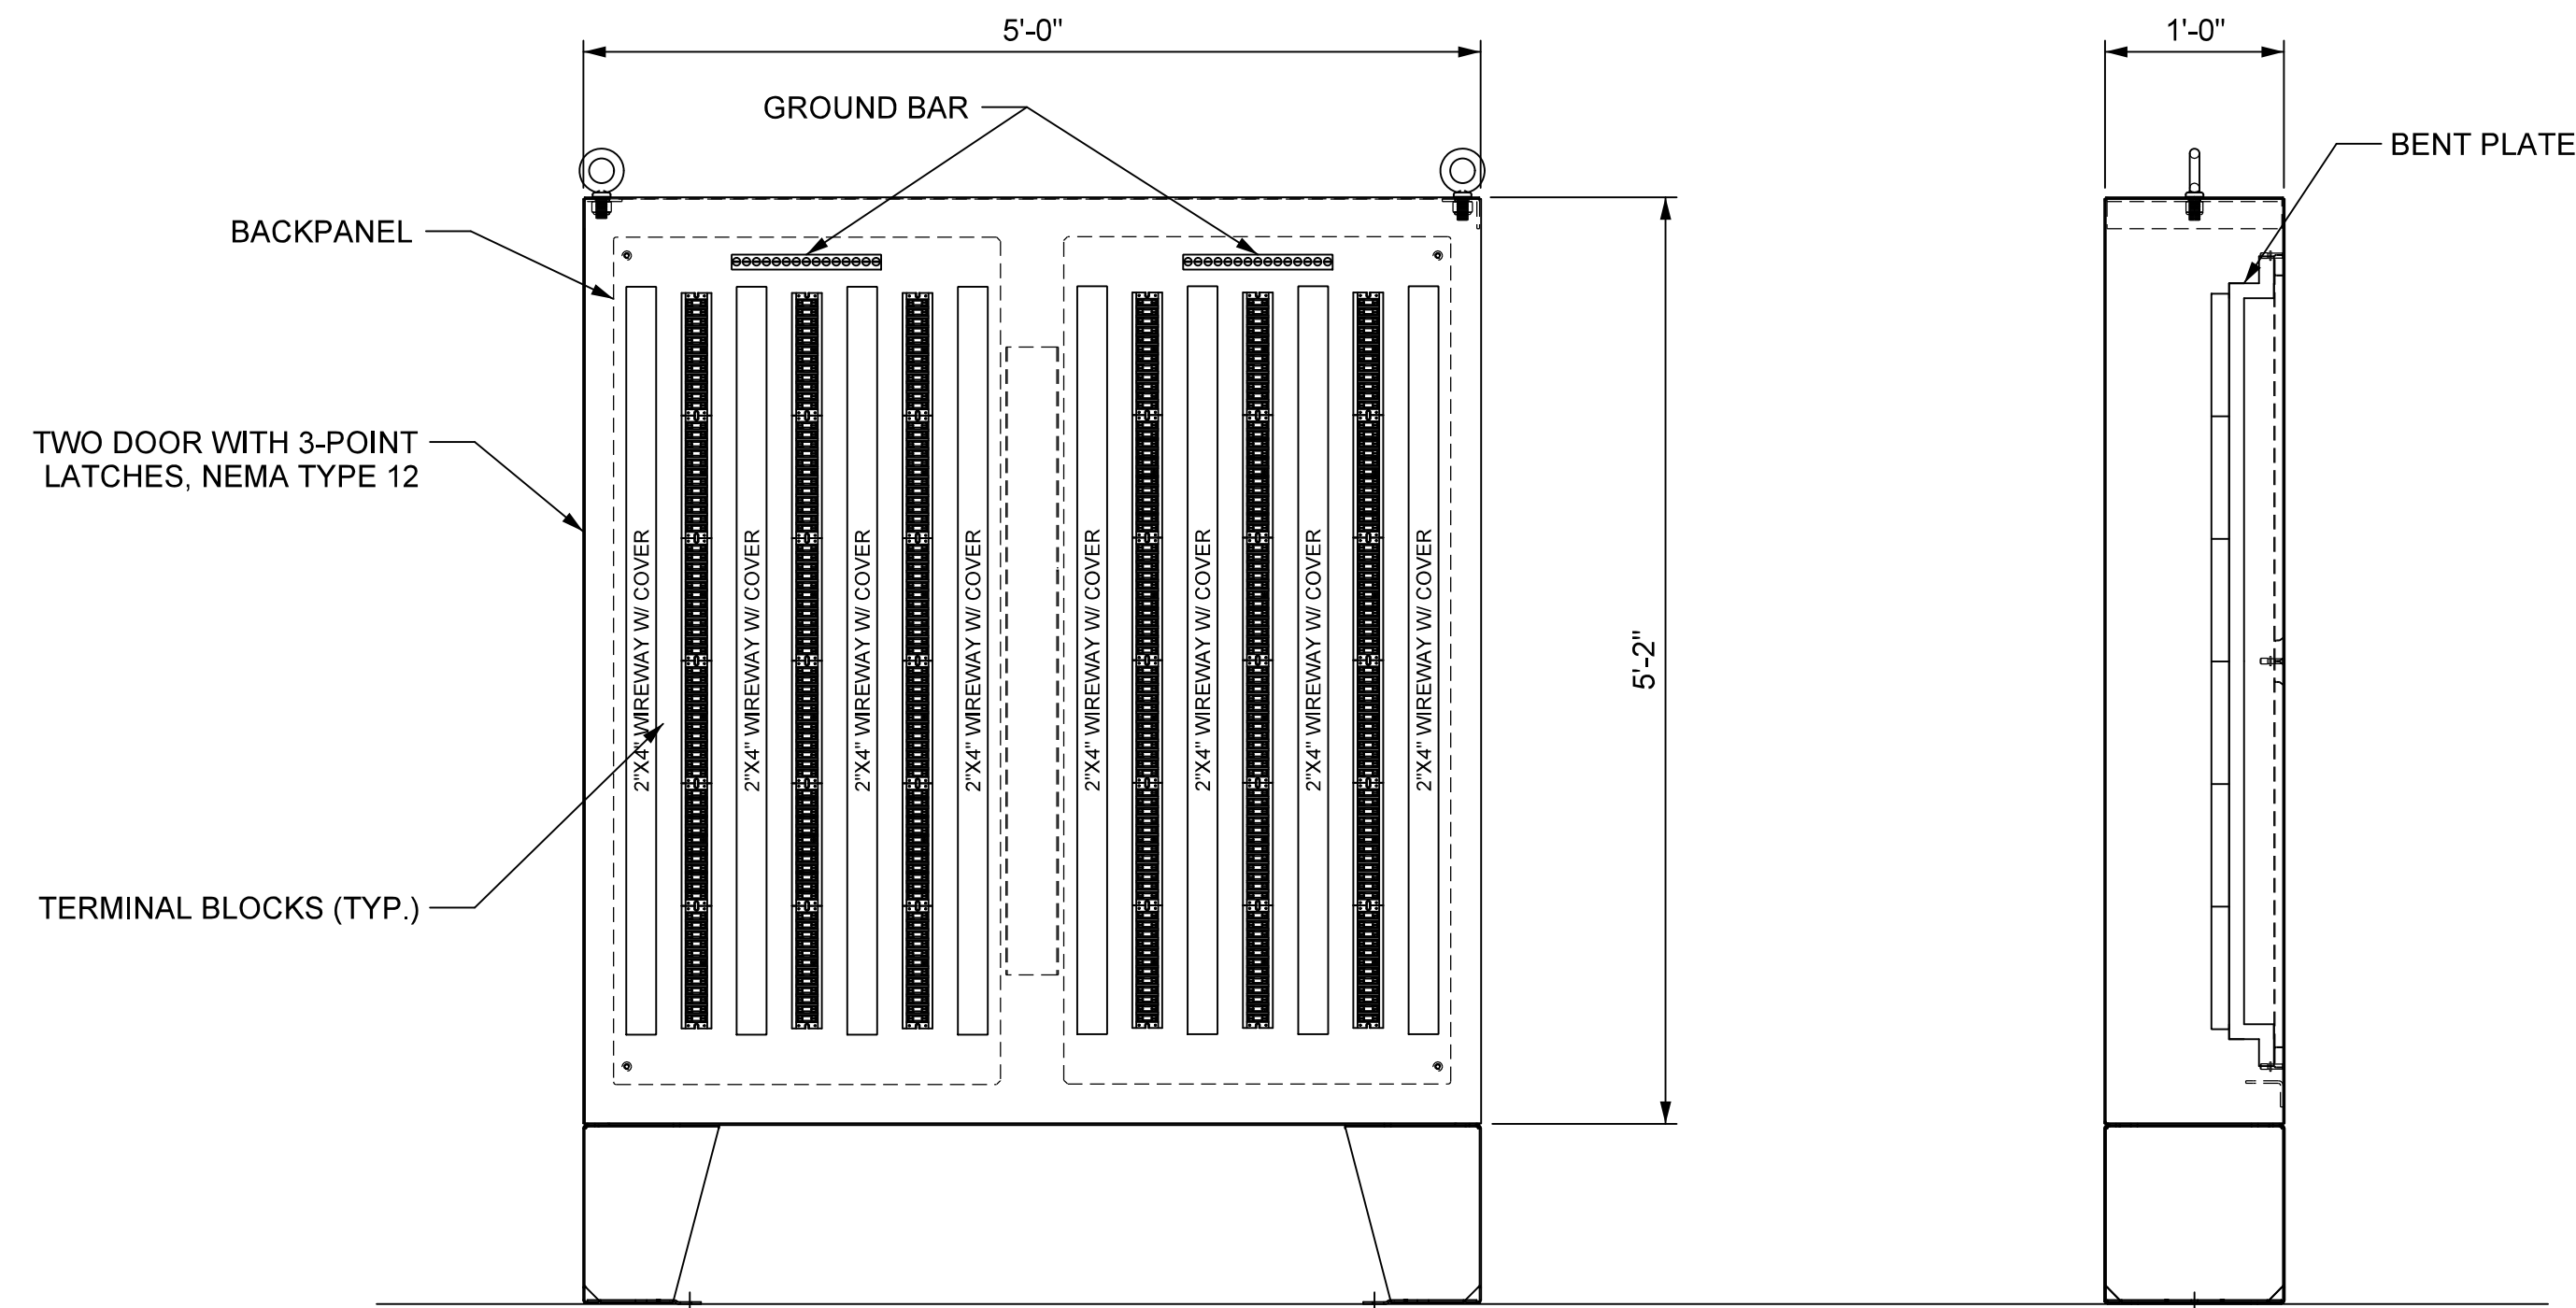 5'-0"
1'-0"
GROUND BAR
BENT PLATE
BACKPANEL
TWO DOOR WITH 3-POINT
LATCHES, NEMA TYPE 12
2"X4" WIREWAY W/ COVER
2"X4" WIREWAY W/ COVER
2"X4" WIREWAY W/ COVER
2"X4" WIREWAY W/ COVER
2"X4" WIREWAY W/ COVER
2"X4" WIREWAY W/ COVER
2"X4" WIREWAY W/ COVER
2"X4" WIREWAY W/ COVER
5'-2"
TERMINAL BLOCKS (TYP.)